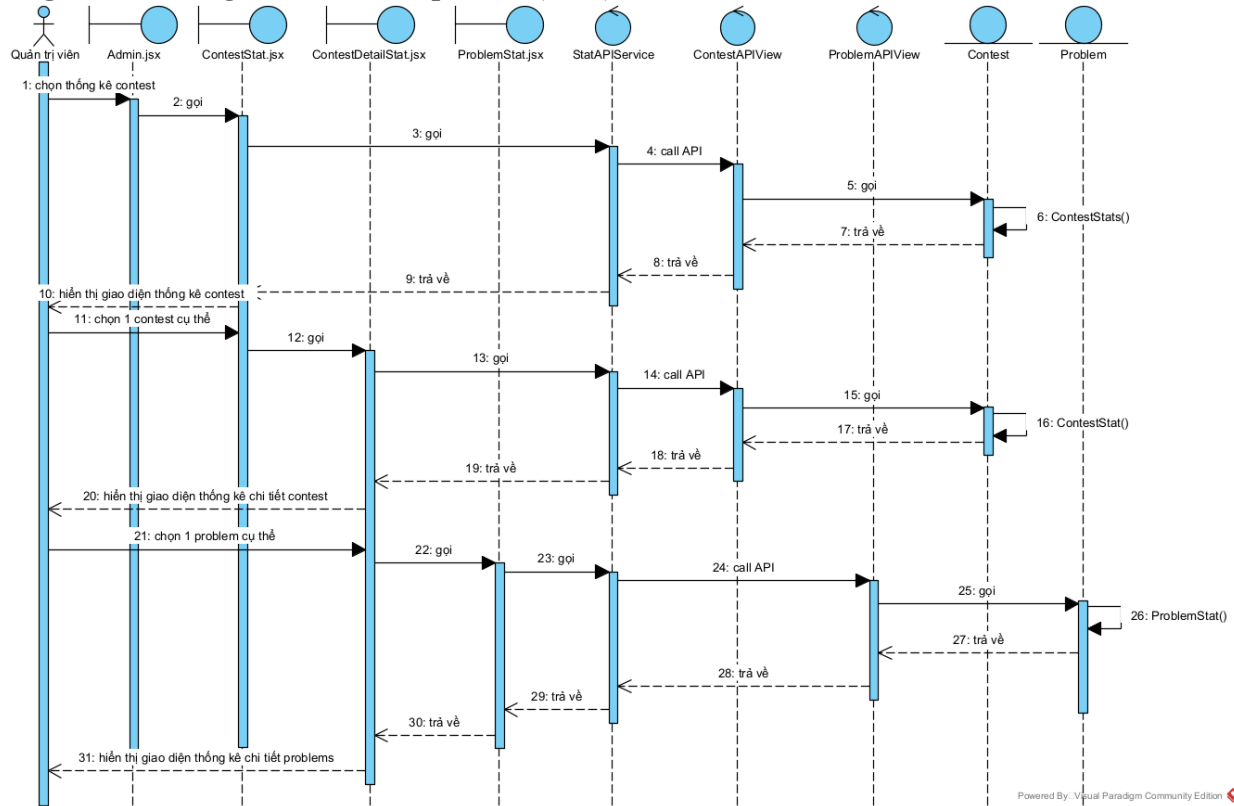 Quản trị viên
Admin.jsx
ContestStat.jsx
ContestDetailStat.jsx
ProblemStat.jsx
StatAPIService
ContestAPIView
ProblemAPIView
Contest
Problem
1: chọn thống kê contest
2: gọi
3: gọi
4: call API
5: gọi
6: ContestStats()
7: trả về
8: trả về
9: trả về
10: hiển thị giao diện thống kê contest
11: chọn 1 contest cụ thể
12: gọi
13: gọi
14: call API
15: gọi
16: ContestStat()
17: trả về
18: trả về
19: trả về
20: hiển thị giao diện thống kê chi tiết contest
21: chọn 1 problem cụ thể
22: gọi
23: gọi
24: call API
25: gọi
26: ProblemStat()
27: trả về
28: trả về
29: trả về
30: trả về
31: hiển thị giao diện thống kê chi tiết problems
Powered By: Visual Paradigm Community Edition